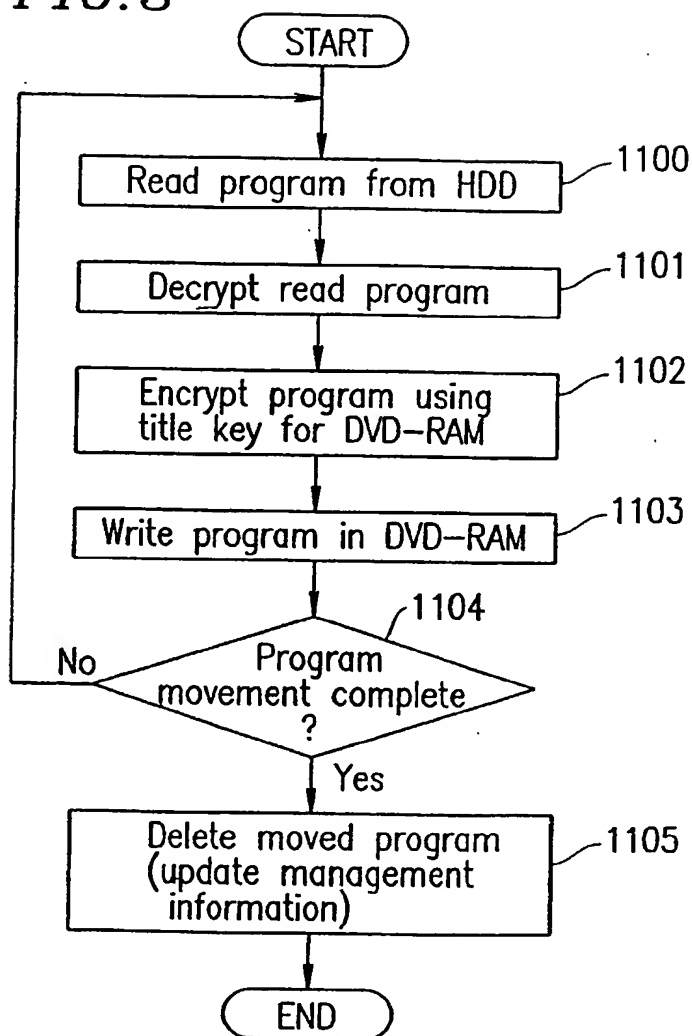 START
Read program from HDD
1100
Decrypt read program
1101
Encrypt program using
title key for DVD-RAM
1102
Write program in DVD-RAM
1103
1104
Program
movement complete
?
No
Yes
Delete moved program
(update management
information)
1105
END